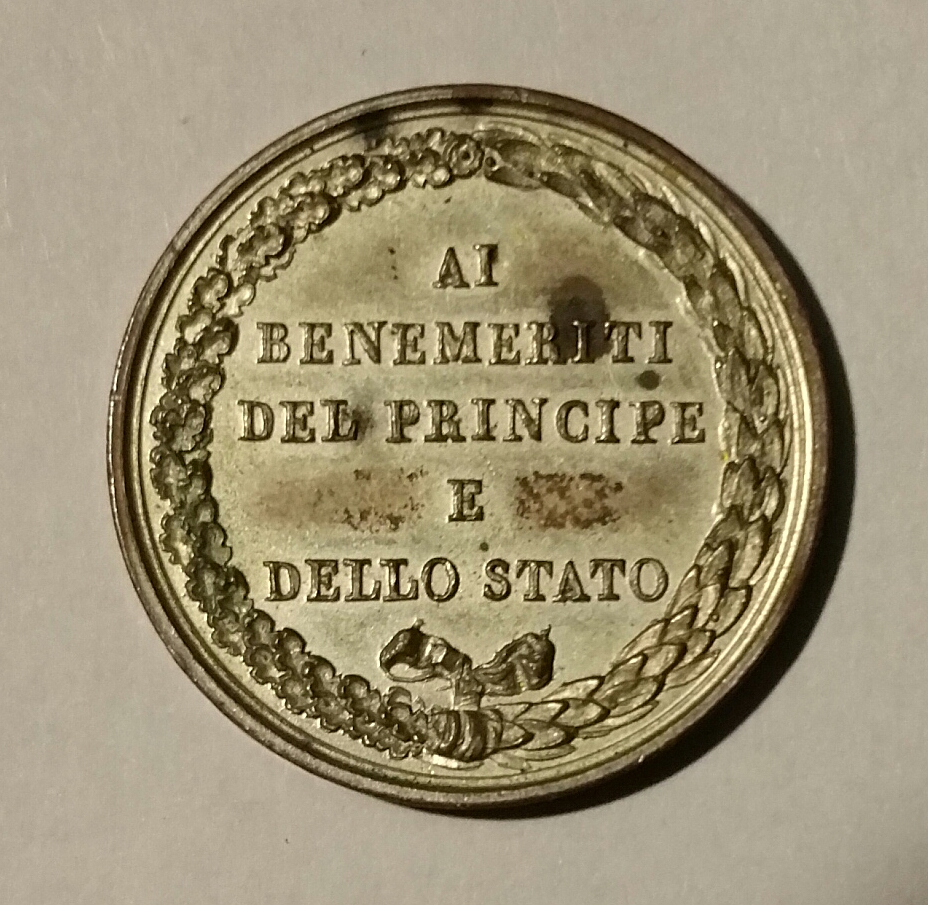 AI
BENEMERITI
DEL PRINCIPE
E
DELLO STATO